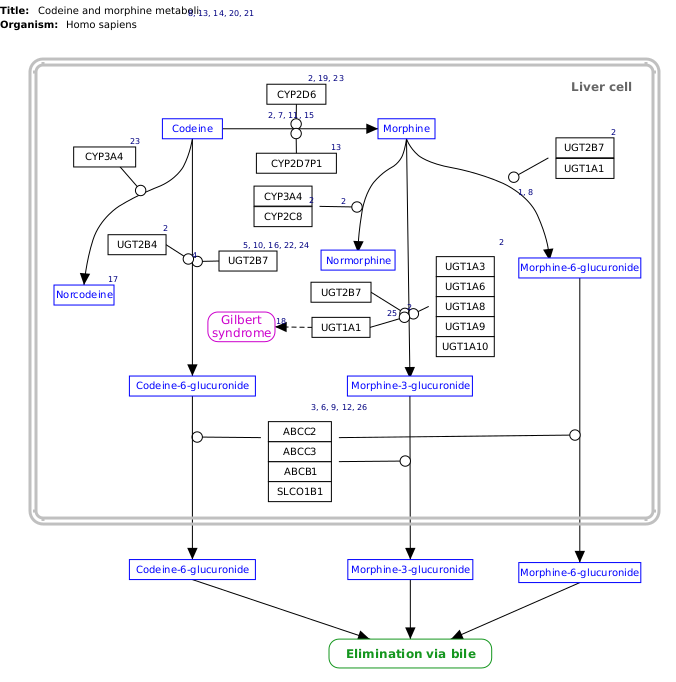 Title: Codeine and morphine metaboli
8, 13, 14, 20, 21
Organism: Homo sapiens
Liver cell
2, 19, 23
CYP2D6
2, 7, 11, 15
Codeine
Morphine
CYP2D7P1
13
CYP3A4
23
UGT2B7
UGT1A1
2
CYP3A4
CYP2C8
2
2
1, 8
UGT2B4
2
4
UGT2B7
5, 10, 16, 22, 24
Normorphine
Morphine-6-glucuronide
2
UGT1A3
UGT1A6
UGT1A8
UGT1A9
UGT1A10
Norcodeine
17
UGT2B7
25
2
Gilbert
syndrome
18
UGT1A1
Codeine-6-glucuronide
Morphine-3-glucuronide
3, 6, 9, 12, 26
ABCC2
ABCC3
ABCB1
SLCO1B1
Codeine-6-glucuronide
Morphine-3-glucuronide
Morphine-6-glucuronide
Elimination via bile